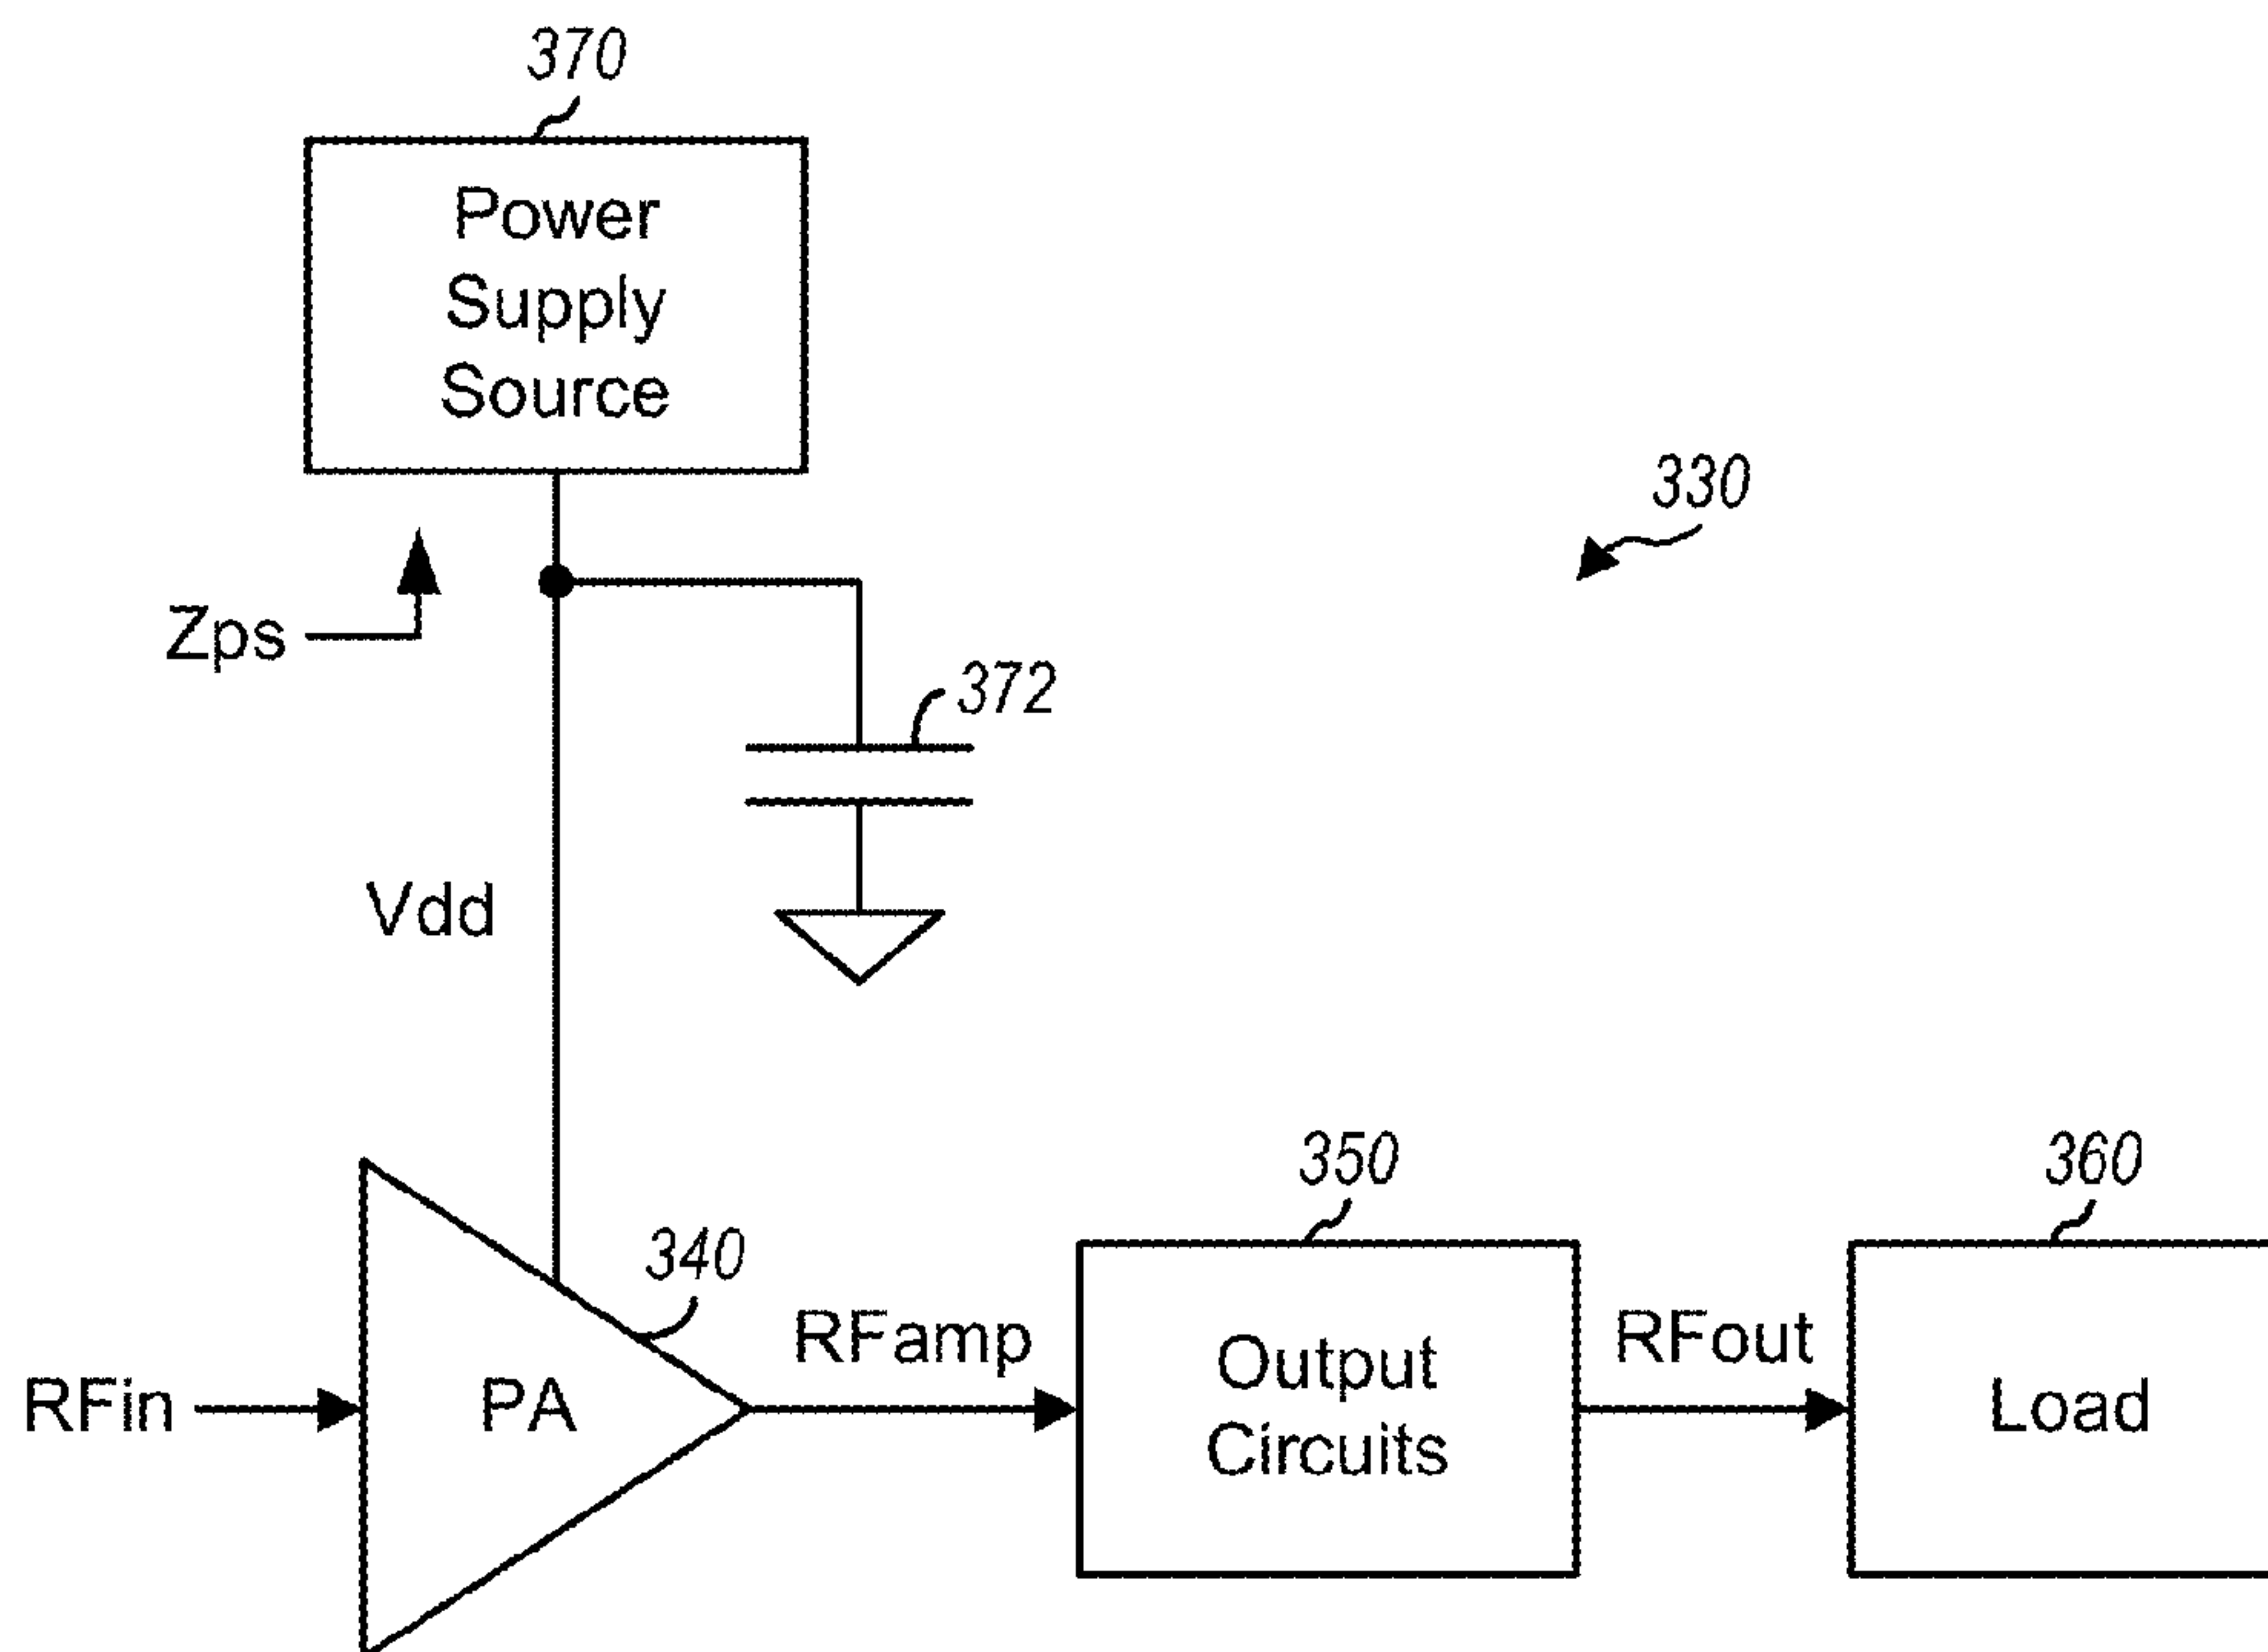 370
Power
Supply
Source
330
Zps
372
Vdd
350
360
340
RFamp
Output
Circuits
RFout
RFin
PA
Load